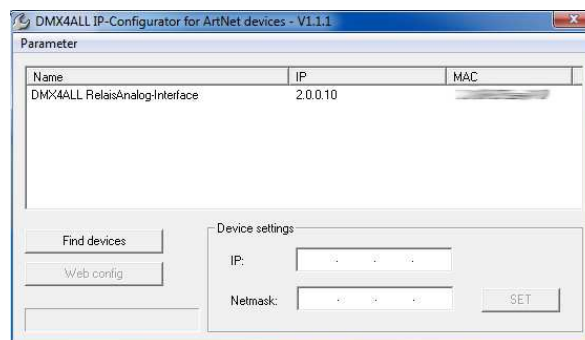 DMX4ALL IP-Configurator for ArtNet devices - V1.1.1
Parameter
Name IP MAC
DMX4ALL RelaisAnalog-Interface 2.0.0.10
Find devices
Web config
Device settings
IP: . . .
Netmask: . . .
SET